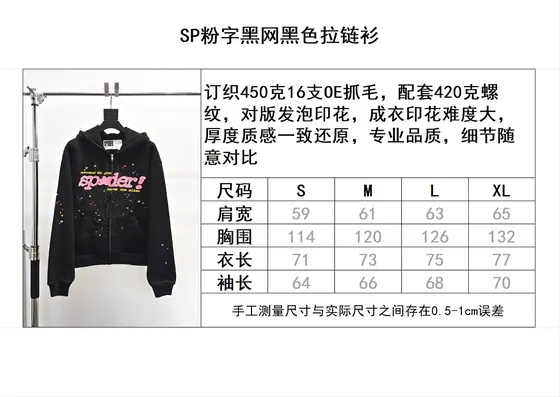 SP粉字黑网黑色拉链衫
订织450克16支OE抓毛，配套420克螺
纹，对版发泡印花，成衣印花难度大，
厚度质感一致还原，专业品质，细节随
意对比
尺码 S M L XL
肩宽 59 61 63 65
胸围 114 120 126 132
衣长 71 73 75 77
袖长 64 66 68 70
手工测量尺寸与实际尺寸之间存在0.5-1cm误差
sp✱der!